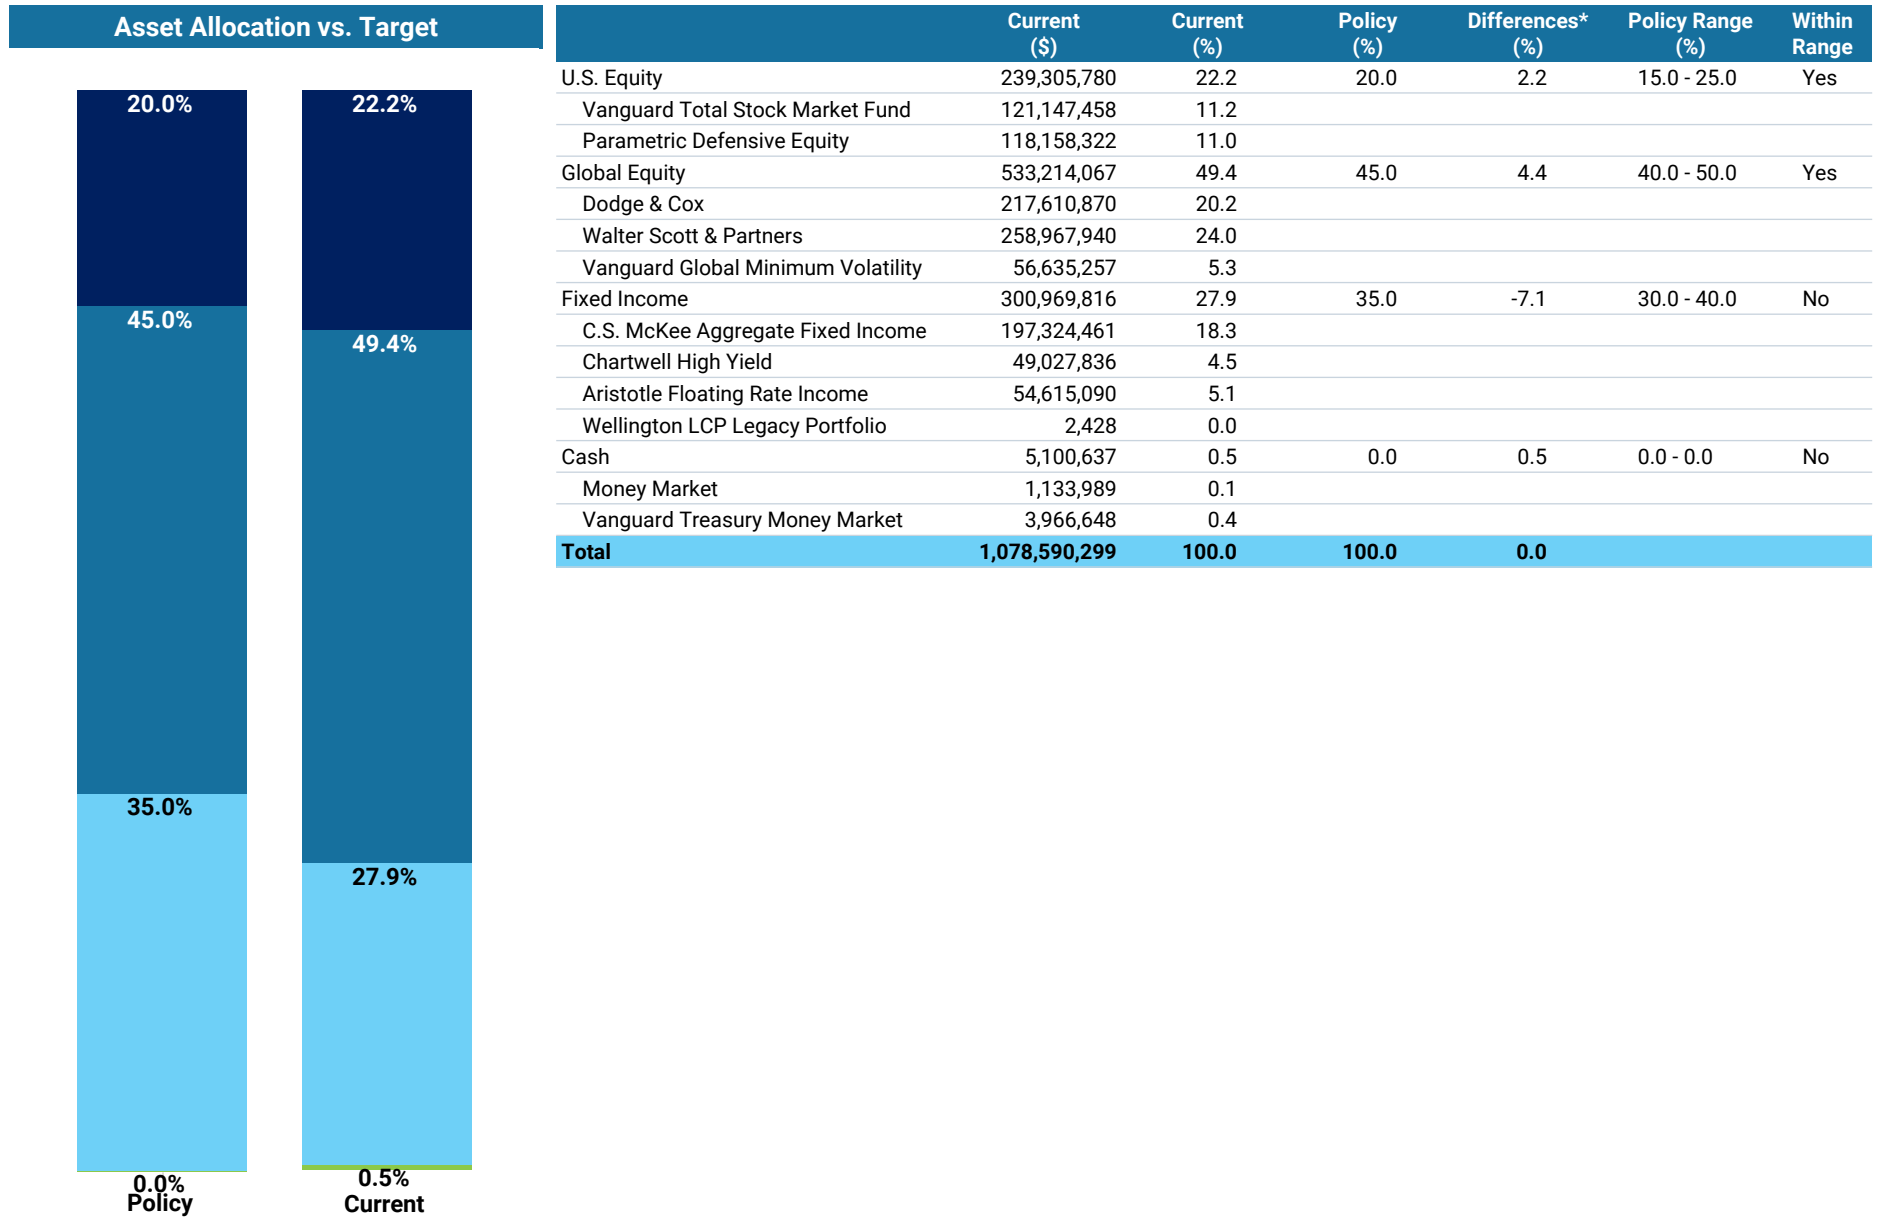 Asset Allocation vs. Target
20.0%
45.0%
35.0%
0.0%
Policy
22.2%
49.4%
27.9%
0.5%
Current
Current ($) Current (%) Policy (%) Differences* (%) Policy Range (%) Within Range
U.S. Equity 239,305,780 22.2 20.0 2.2 15.0 - 25.0 Yes
Vanguard Total Stock Market Fund 121,147,458 11.2
Parametric Defensive Equity 118,158,322 11.0
Global Equity 533,214,067 49.4 45.0 4.4 40.0 - 50.0 Yes
Dodge & Cox 217,610,870 20.2
Walter Scott & Partners 258,967,940 24.0
Vanguard Global Minimum Volatility 56,635,257 5.3
Fixed Income 300,969,816 27.9 35.0 -7.1 30.0 - 40.0 No
C.S. McKee Aggregate Fixed Income 197,324,461 18.3
Chartwell High Yield 49,027,836 4.5
Aristotle Floating Rate Income 54,615,090 5.1
Wellington LCP Legacy Portfolio 2,428 0.0
Cash 5,100,637 0.5 0.0 0.5 0.0 - 0.0 No
Money Market 1,133,989 0.1
Vanguard Treasury Money Market 3,966,648 0.4
Total 1,078,590,299 100.0 100.0 0.0